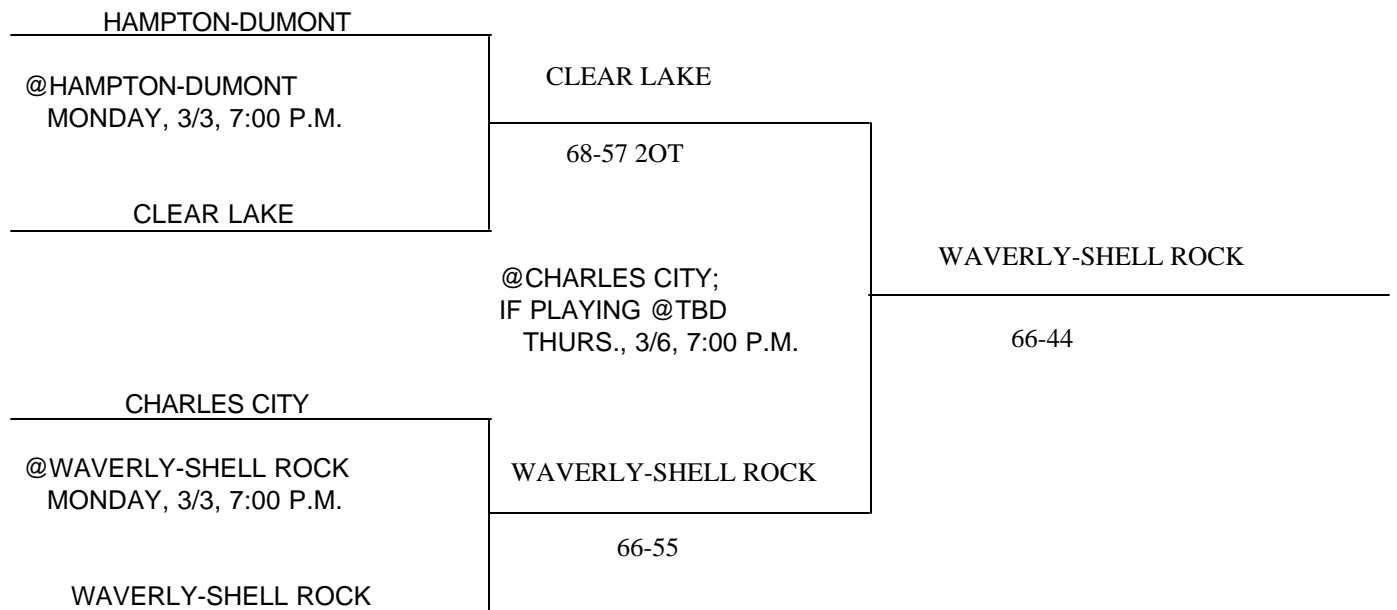 HAMPTON-DUMONT
@HAMPTON-DUMONT
MONDAY, 3/3, 7:00 P.M.
CLEAR LAKE
68-57 2OT
CLEAR LAKE
@CHARLES CITY;
IF PLAYING @TBD
THURS., 3/6, 7:00 P.M.
WAVERLY-SHELL ROCK
66-44
CHARLES CITY
@WAVERLY-SHELL ROCK
MONDAY, 3/3, 7:00 P.M.
WAVERLY-SHELL ROCK
66-55
WAVERLY-SHELL ROCK